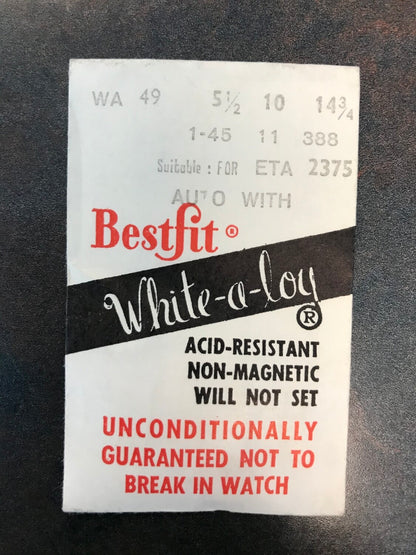 WA 49 5½ 10 14¾
1-45 11 388
Suitable : FOR ETA 2375
AUTO WITH
Bestfit®
White-a-loy®
ACID-RESISTANT
NON-MAGNETIC
WILL NOT SET
UNCONDITIONALLY
GUARANTEED NOT TO
BREAK IN WATCH